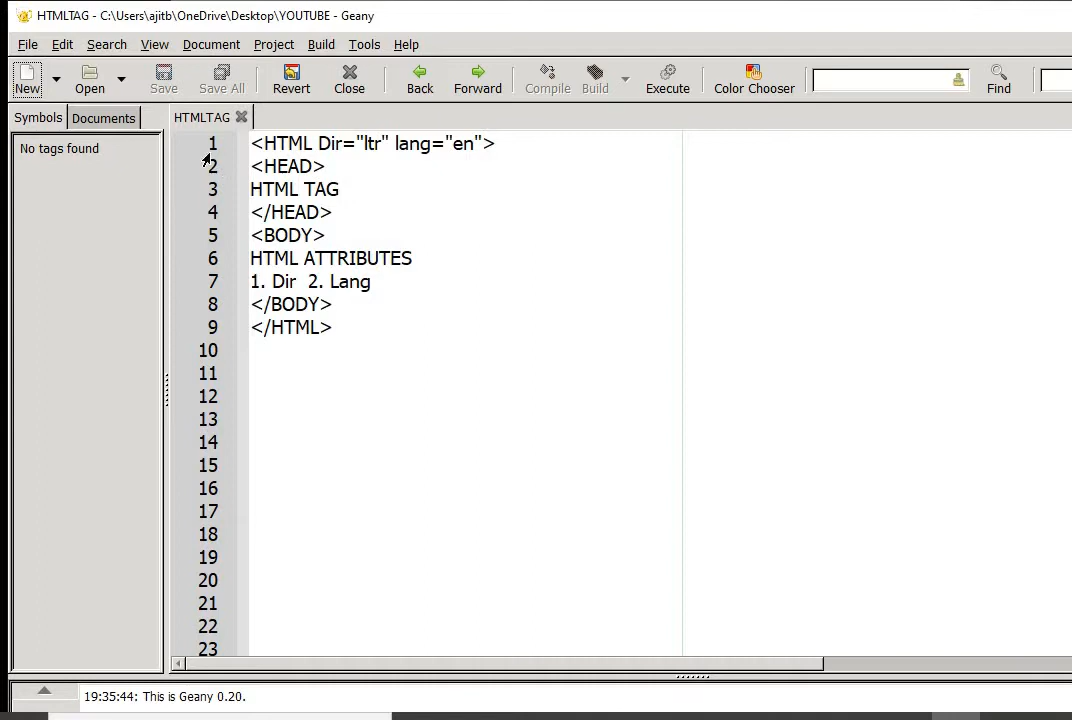 HTMLTAG - C:\Users\ajitb\OneDrive\Desktop\YOUTUBE - Geany
File Edit Search View Document Project Build Tools Help
New Open Save Save All Revert Close Back Forward Compile Build Execute Color Chooser Find
Symbols Documents HTMLTAG
No tags found
1 <HTML Dir="ltr" lang="en">
2 <HEAD>
3 HTML TAG
4 </HEAD>
5 <BODY>
6 HTML ATTRIBUTES
7 1. Dir  2. Lang
8 </BODY>
9 </HTML>
10
11
12
13
14
15
16
17
18
19
20
21
22
23
19:35:44: This is Geany 0.20.